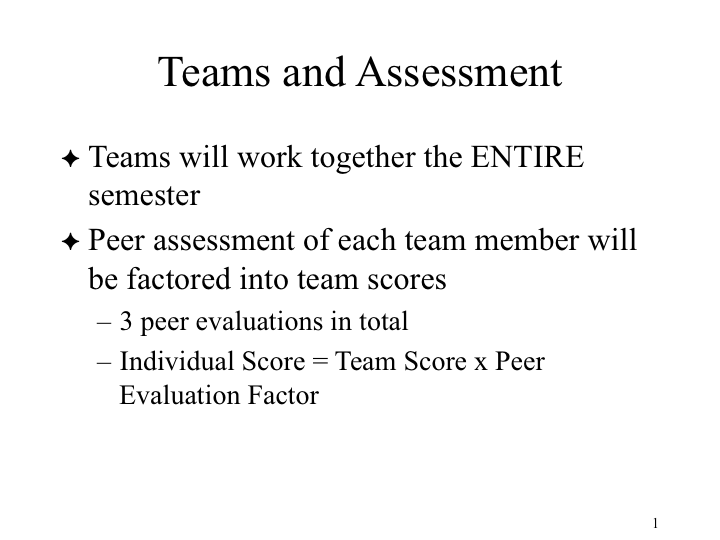 Teams and Assessment
✦ Teams will work together the ENTIRE
semester
✦ Peer assessment of each team member will
be factored into team scores
– 3 peer evaluations in total
– Individual Score = Team Score x Peer
Evaluation Factor
1